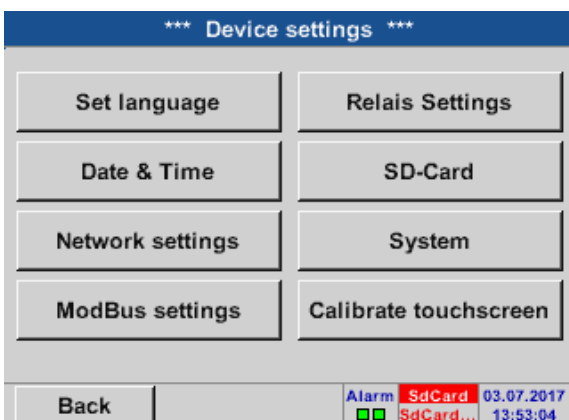 *** Device settings ***
Set language
Relais Settings
Date & Time
SD-Card
Network settings
System
ModBus settings
Calibrate touchscreen
Back
Alarm SdCard 03.07.2017
SdCard... 13:53:04